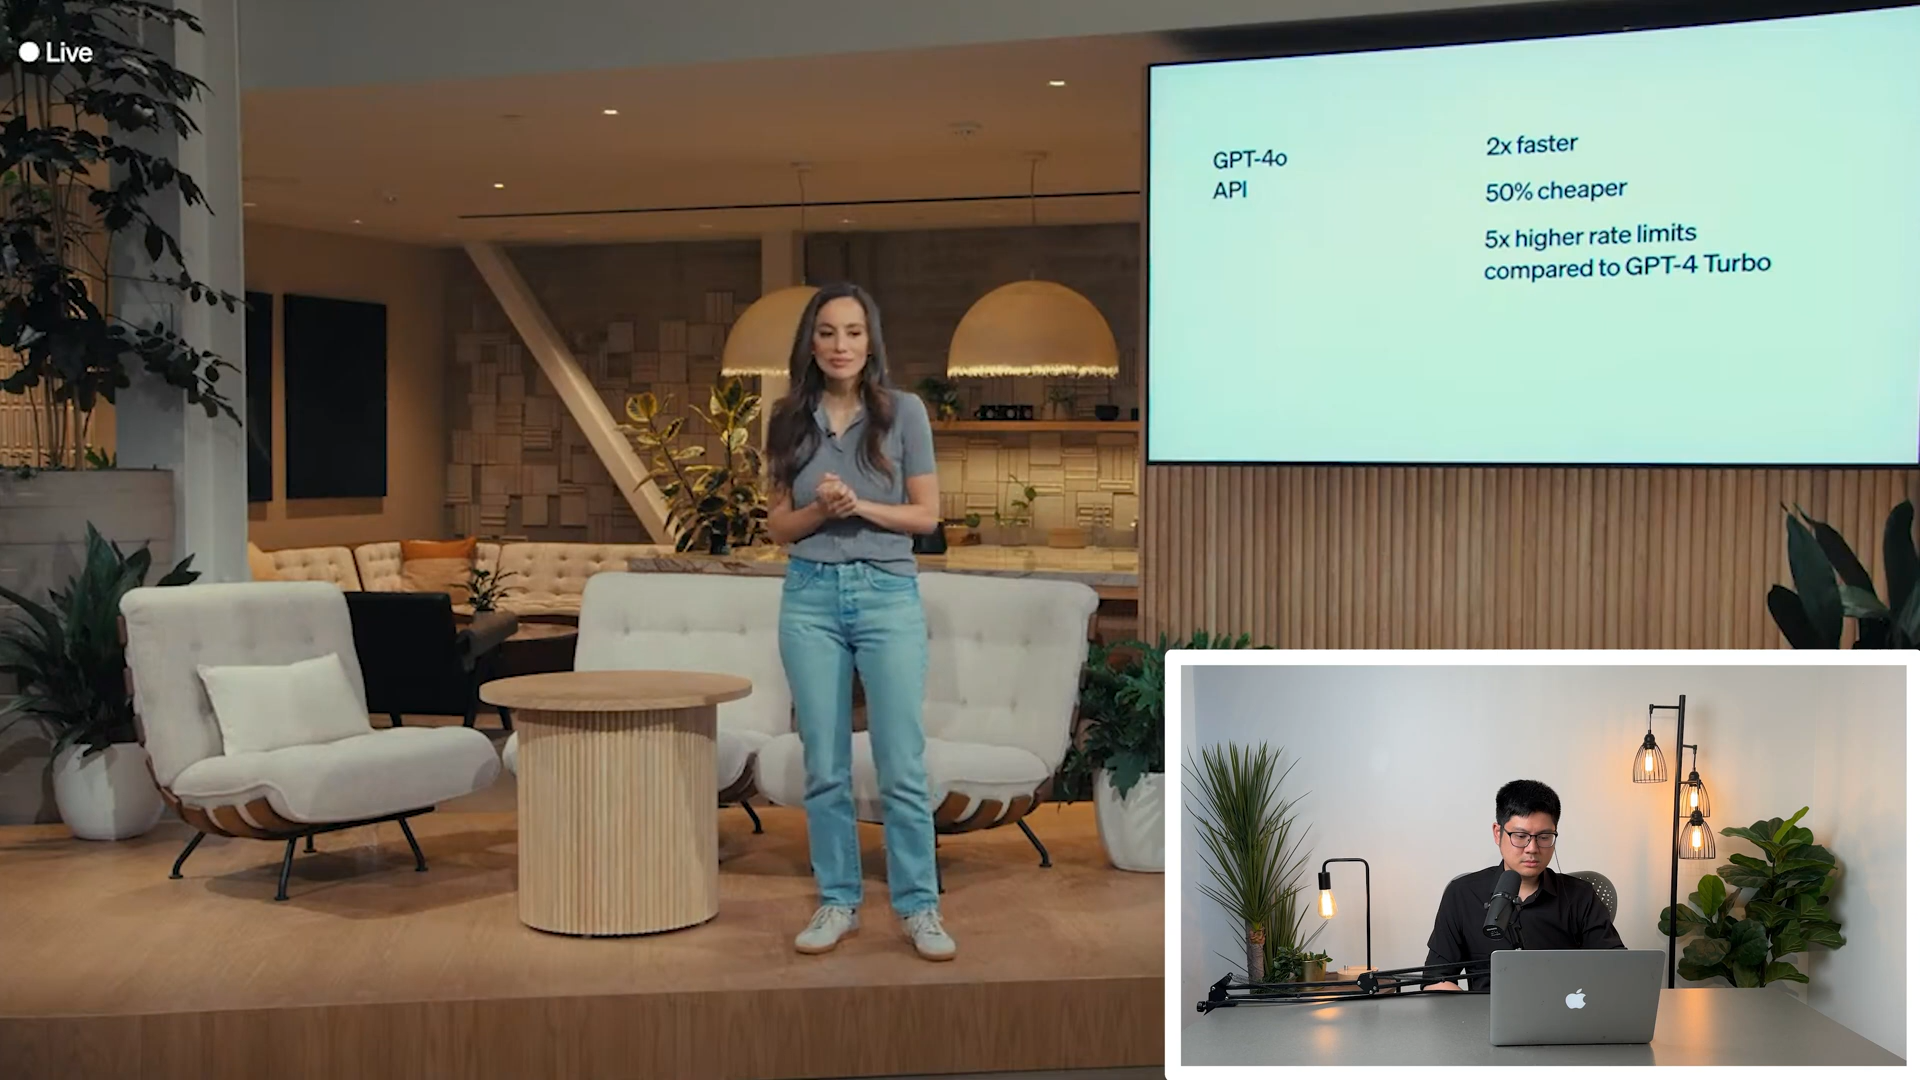 Live
GPT-4o
API
2x faster
50% cheaper
5x higher rate limits
compared to GPT-4 Turbo